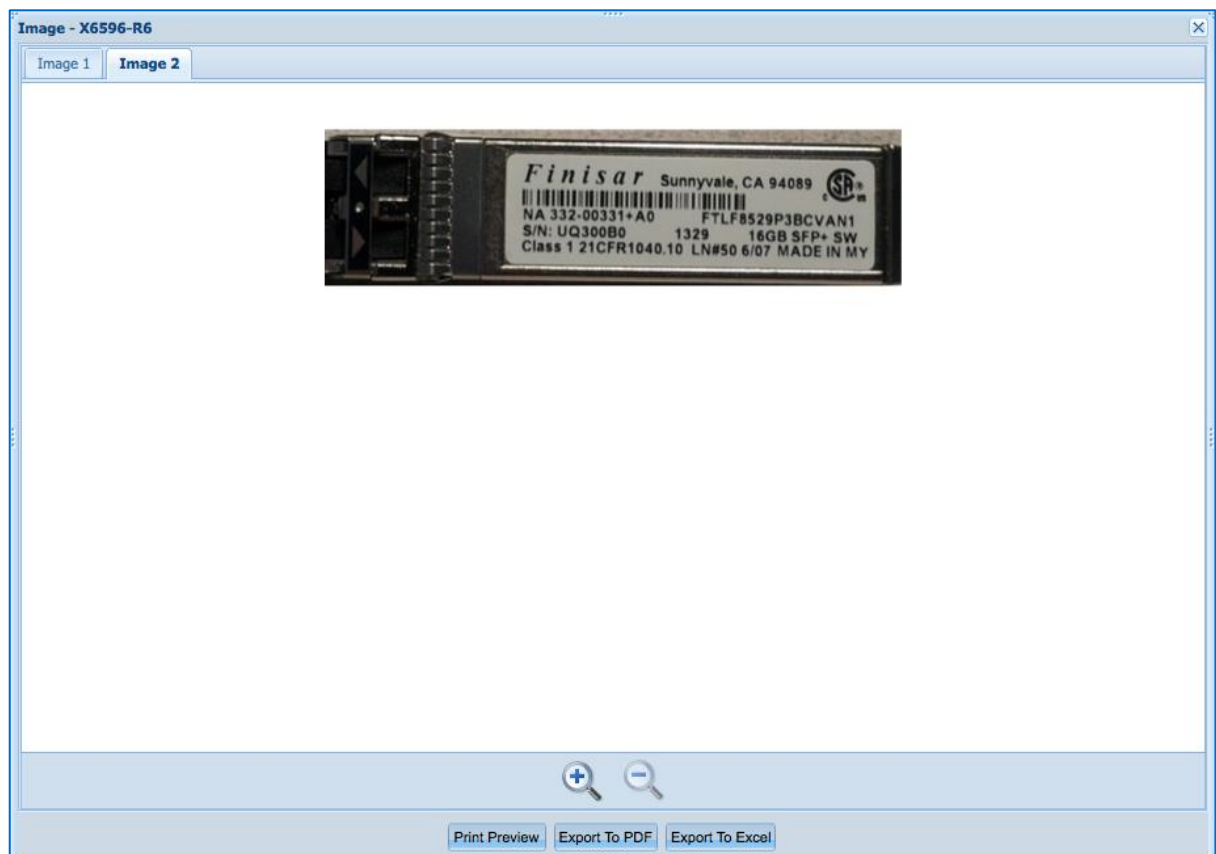 Image - X6596-R6
Image 1 Image 2
Finisar Sunnyvale, CA 94089
NA 332-00331+A0 FTLF8529P3BCVAN1
S/N: UQ300B0 1329 16GB SFP+ SW
Class 1 21CFR1040.10 LN#50 6/07 MADE IN MY
Print Preview Export To PDF Export To Excel